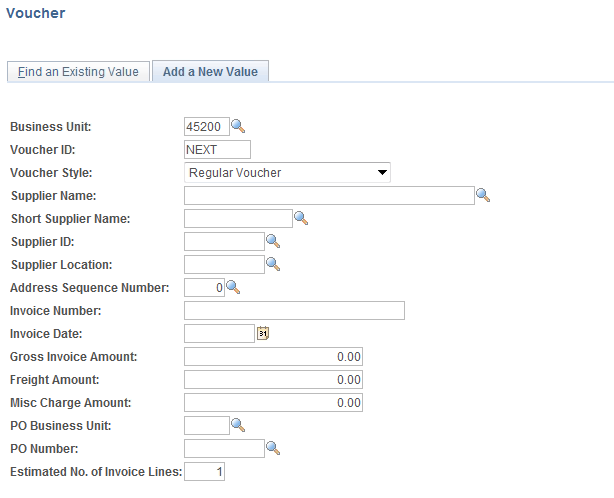 Voucher
Find an Existing Value Add a New Value
Business Unit: 45200
Voucher ID: NEXT
Voucher Style: Regular Voucher
Supplier Name:
Short Supplier Name:
Supplier ID:
Supplier Location:
Address Sequence Number: 0
Invoice Number:
Invoice Date: 31
Gross Invoice Amount: 0.00
Freight Amount: 0.00
Misc Charge Amount: 0.00
PO Business Unit:
PO Number:
Estimated No. of Invoice Lines: 1